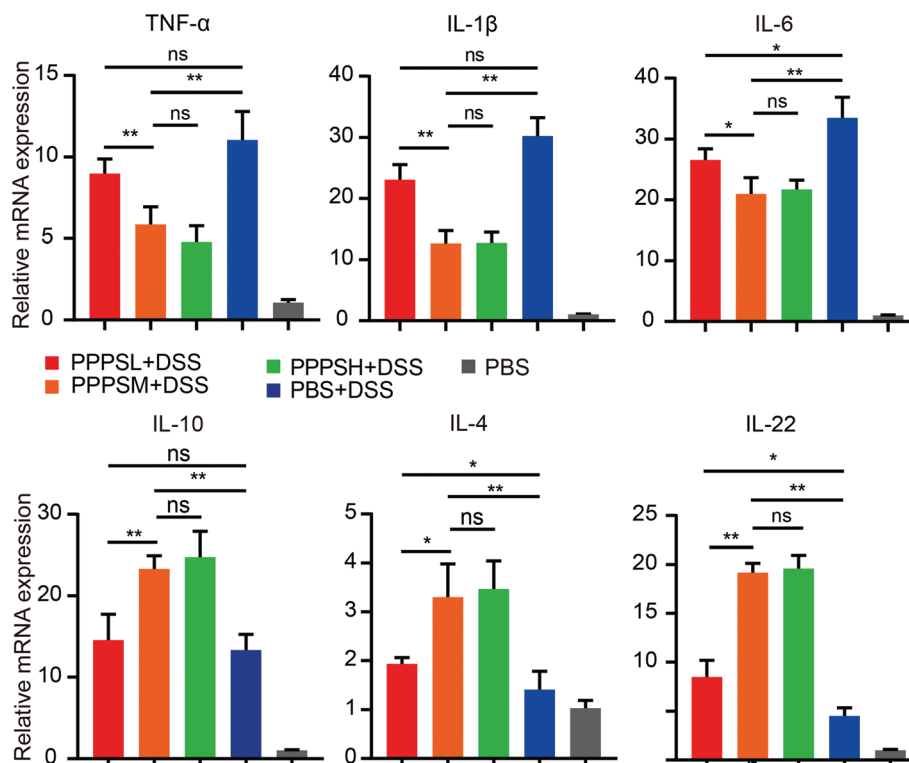 TNF-α
ns
**
ns
**
15
10
5
0
Relative mRNA expression
IL-1β
ns
**
ns
**
40
30
20
10
0
IL-6
*
**
ns
*
40
30
20
10
0
PPPSL+DSS
PPPSH+DSS
PBS
PPPSM+DSS
PBS+DSS
IL-10
ns
**
ns
**
30
20
10
0
Relative mRNA expression
IL-4
*
**
ns
*
5
4
3
2
1
0
IL-22
*
**
ns
**
25
20
15
10